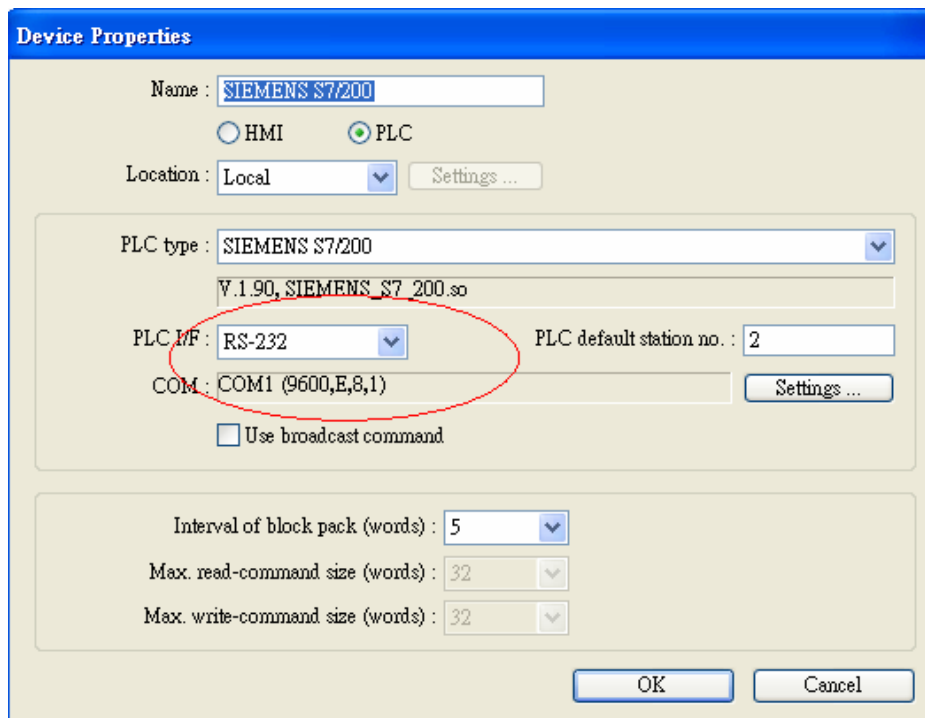 Device Properties
Name : SIEMENS S7/200
HMI PLC
Location : Local Settings ...
PLC type : SIEMENS S7/200
V.1.90, SIEMENS_S7_200.so
PLC I/F : RS-232 PLC default station no. : 2
COM : COM1 (9600,E,8,1) Settings ...
Use broadcast command
Interval of block pack (words) : 5
Max. read-command size (words) : 32
Max. write-command size (words) : 32
OK Cancel